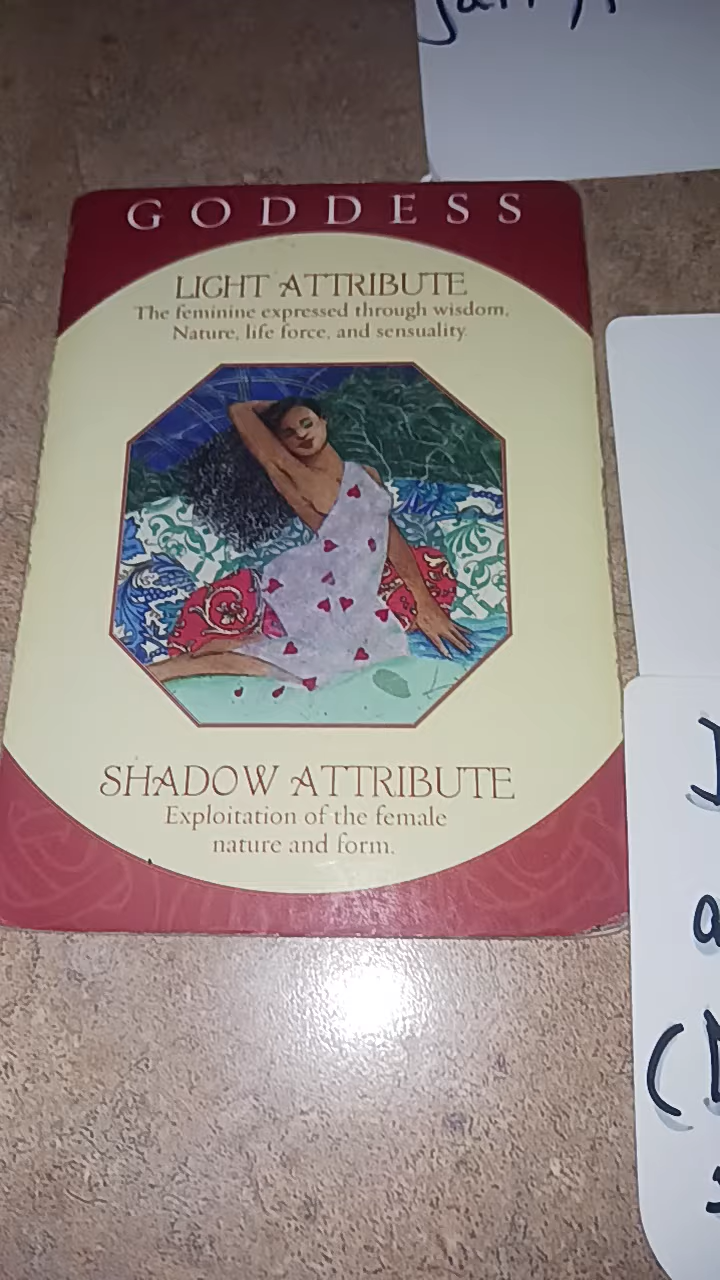 GODDESS
LIGHT ATTRIBUTE
The feminine expressed through wisdom,
Nature, life force, and sensuality.
SHADOW ATTRIBUTE
Exploitation of the female
nature and form.
a
(